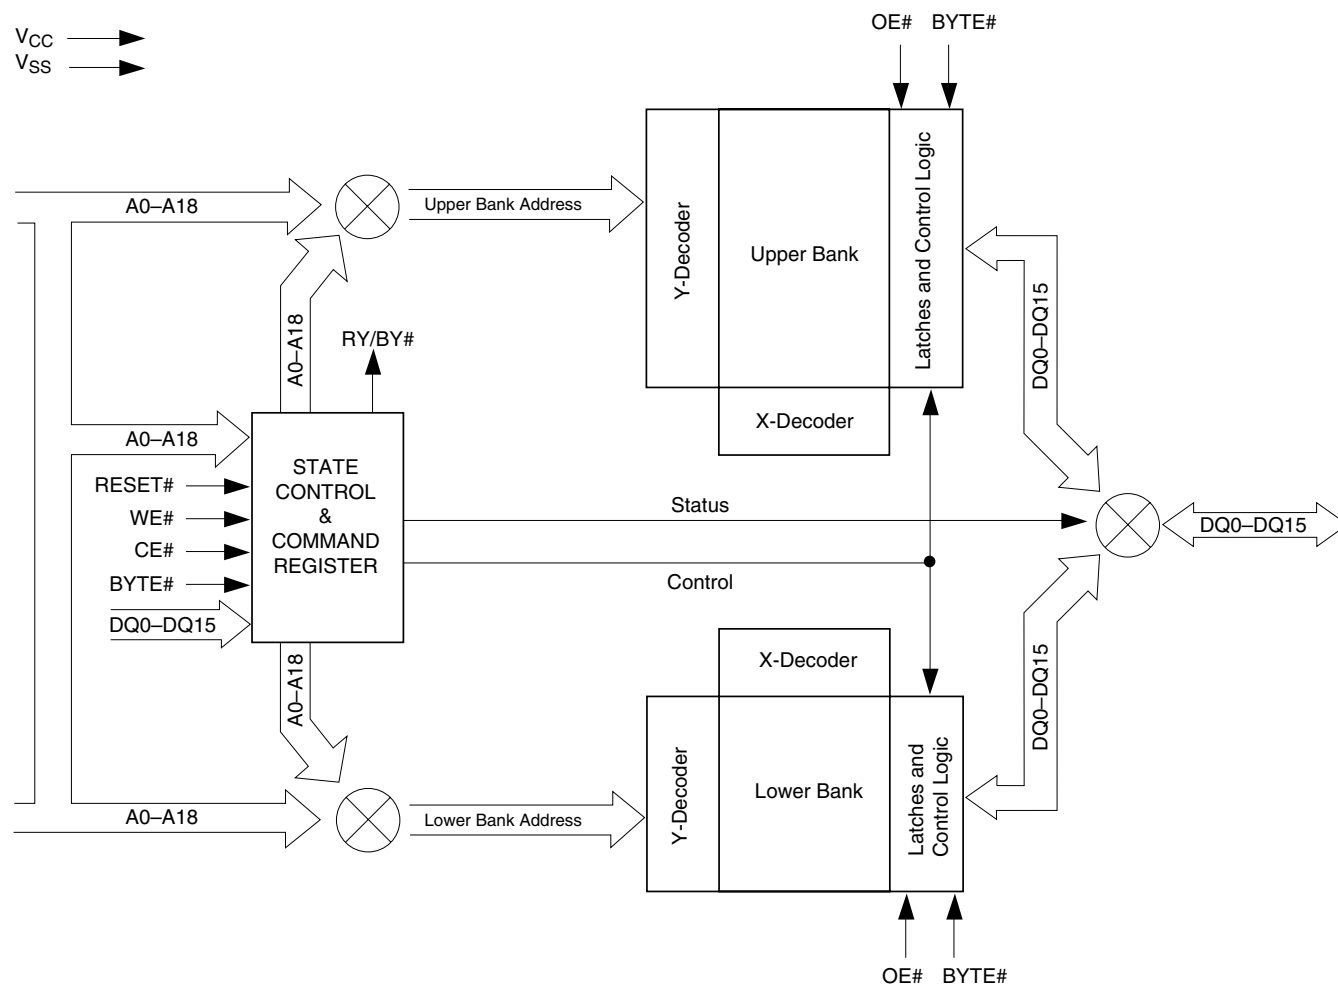 VCC
VSS
OE#
BYTE#
A0–A18
Upper Bank Address
Y-Decoder
Upper Bank
Latches and Control Logic
X-Decoder
DQ0–DQ15
A0–A18
RY/BY#
A0–A18
RESET#
WE#
CE#
BYTE#
DQ0–DQ15
STATE
CONTROL
&
COMMAND
REGISTER
Status
Control
DQ0–DQ15
A0–A18
A0–A18
Lower Bank Address
X-Decoder
Y-Decoder
Lower Bank
Latches and
Control Logic
DQ0–DQ15
OE#
BYTE#